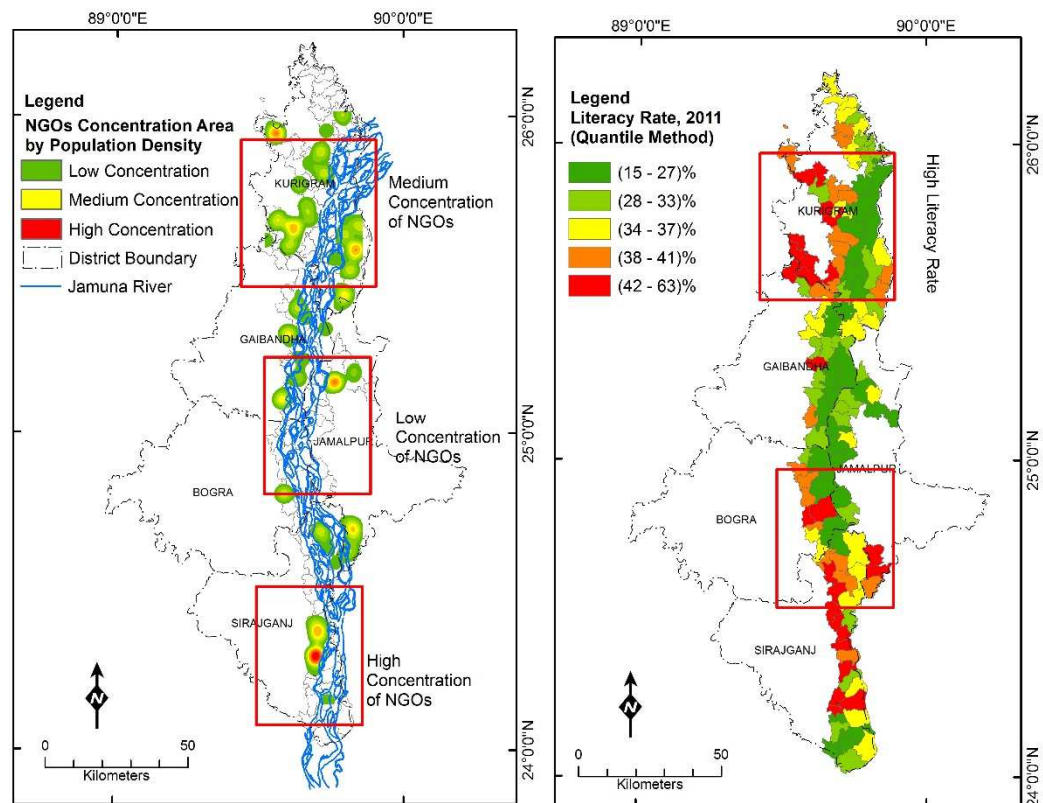 89°0'0"E
90°0'0"E
Legend
NGOs Concentration Area
by Population Density
Low Concentration
Medium Concentration
High Concentration
District Boundary
Jamuna River
KURIGRAM
Medium
Concentration
of NGOs
GAIBANDHA
JAMALPUR
Low
Concentration
of NGOs
BOGRA
SIRAJGANJ
High
Concentration
of NGOs
N
0
50
Kilometers
26°0'0"N
25°0'0"N
24°0'0"N
89°0'0"E
90°0'0"E
Legend
Literacy Rate, 2011
(Quantile Method)
(15 - 27)%
(28 - 33)%
(34 - 37)%
(38 - 41)%
(42 - 63)%
KURIGRAM
High Literacy Rate
GAIBANDHA
JAMALPUR
BOGRA
SIRAJGANJ
N
0
50
Kilometers
26°0'0"N
25°0'0"N
24°0'0"N